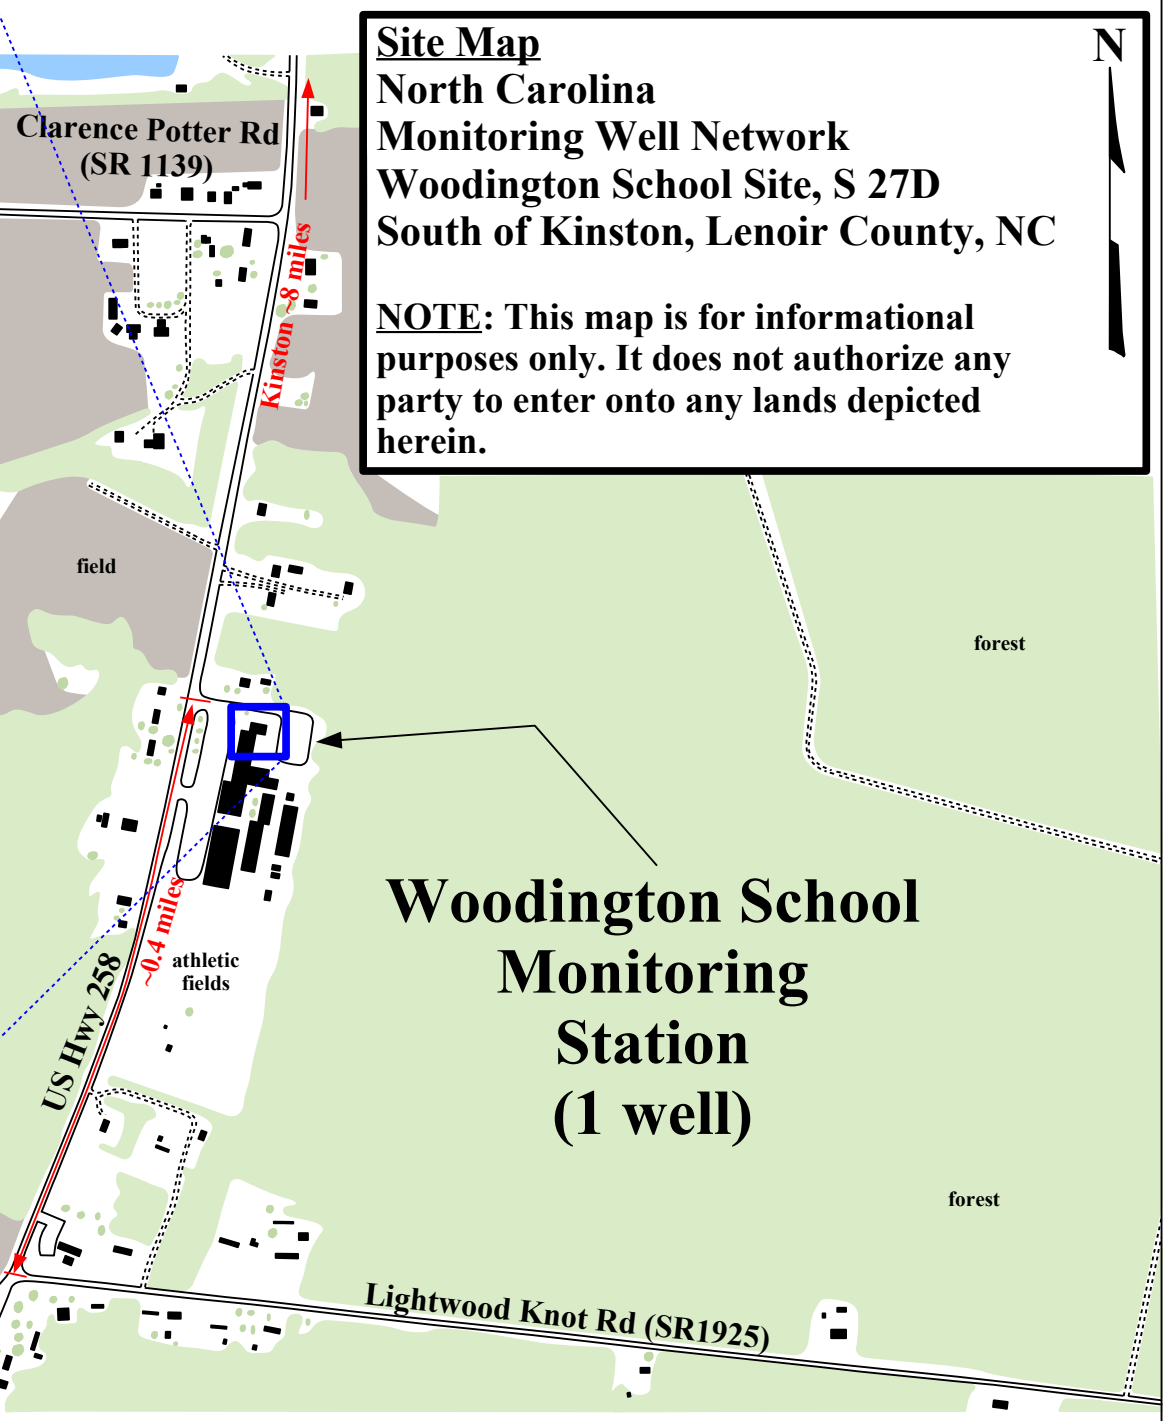 Site Map
N
North Carolina
Monitoring Well Network
Woodington School Site, S 27D
South of Kinston, Lenoir County, NC
NOTE: This map is for informational
purposes only. It does not authorize any
party to enter onto any lands depicted
herein.
Clarence Potter Rd
(SR 1139)
Kinston ~8 miles
field
forest
Woodington School
Monitoring
Station
(1 well)
~0.4 miles
athletic
fields
US Hwy 258
forest
Lightwood Knot Rd (SR1925)